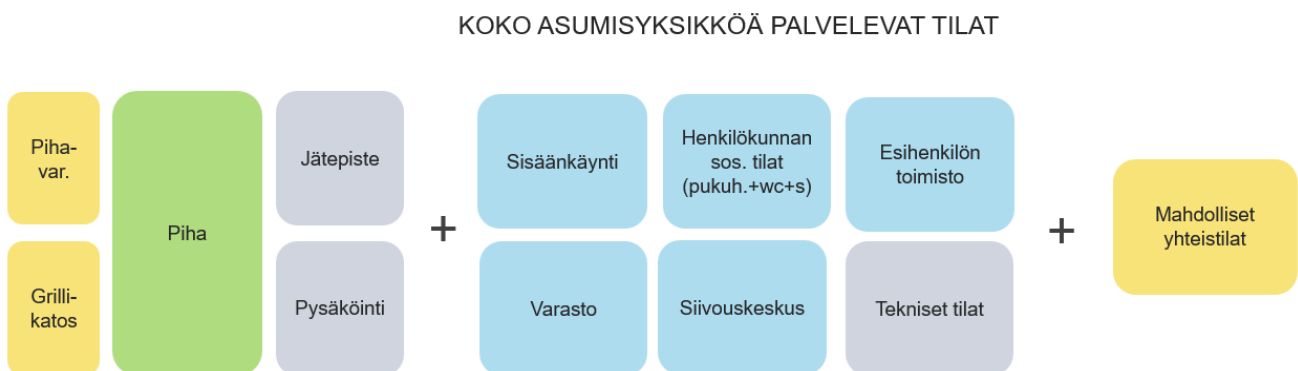 KOKO ASUMISYKSIKKÖÄ PALVELEVAT TILAT
Piha-
var.
Grilli-
katos
Piha
Jätepiste
Pysäköinti
+
Sisäänkäynti
Henkilökunnan
sos. tilat
(pukuh.+wc+s)
Esihenkilön
toimisto
Varasto
Siivouskeskus
Tekniset tilat
+
Mahdolliset
yhteistilat